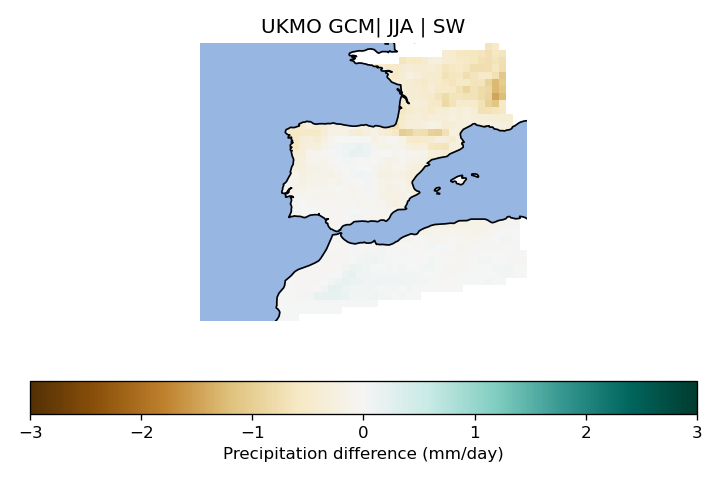 UKMO GCM| JJA | SW
−3 −2 −1 0 1 2 3
Precipitation difference (mm/day)